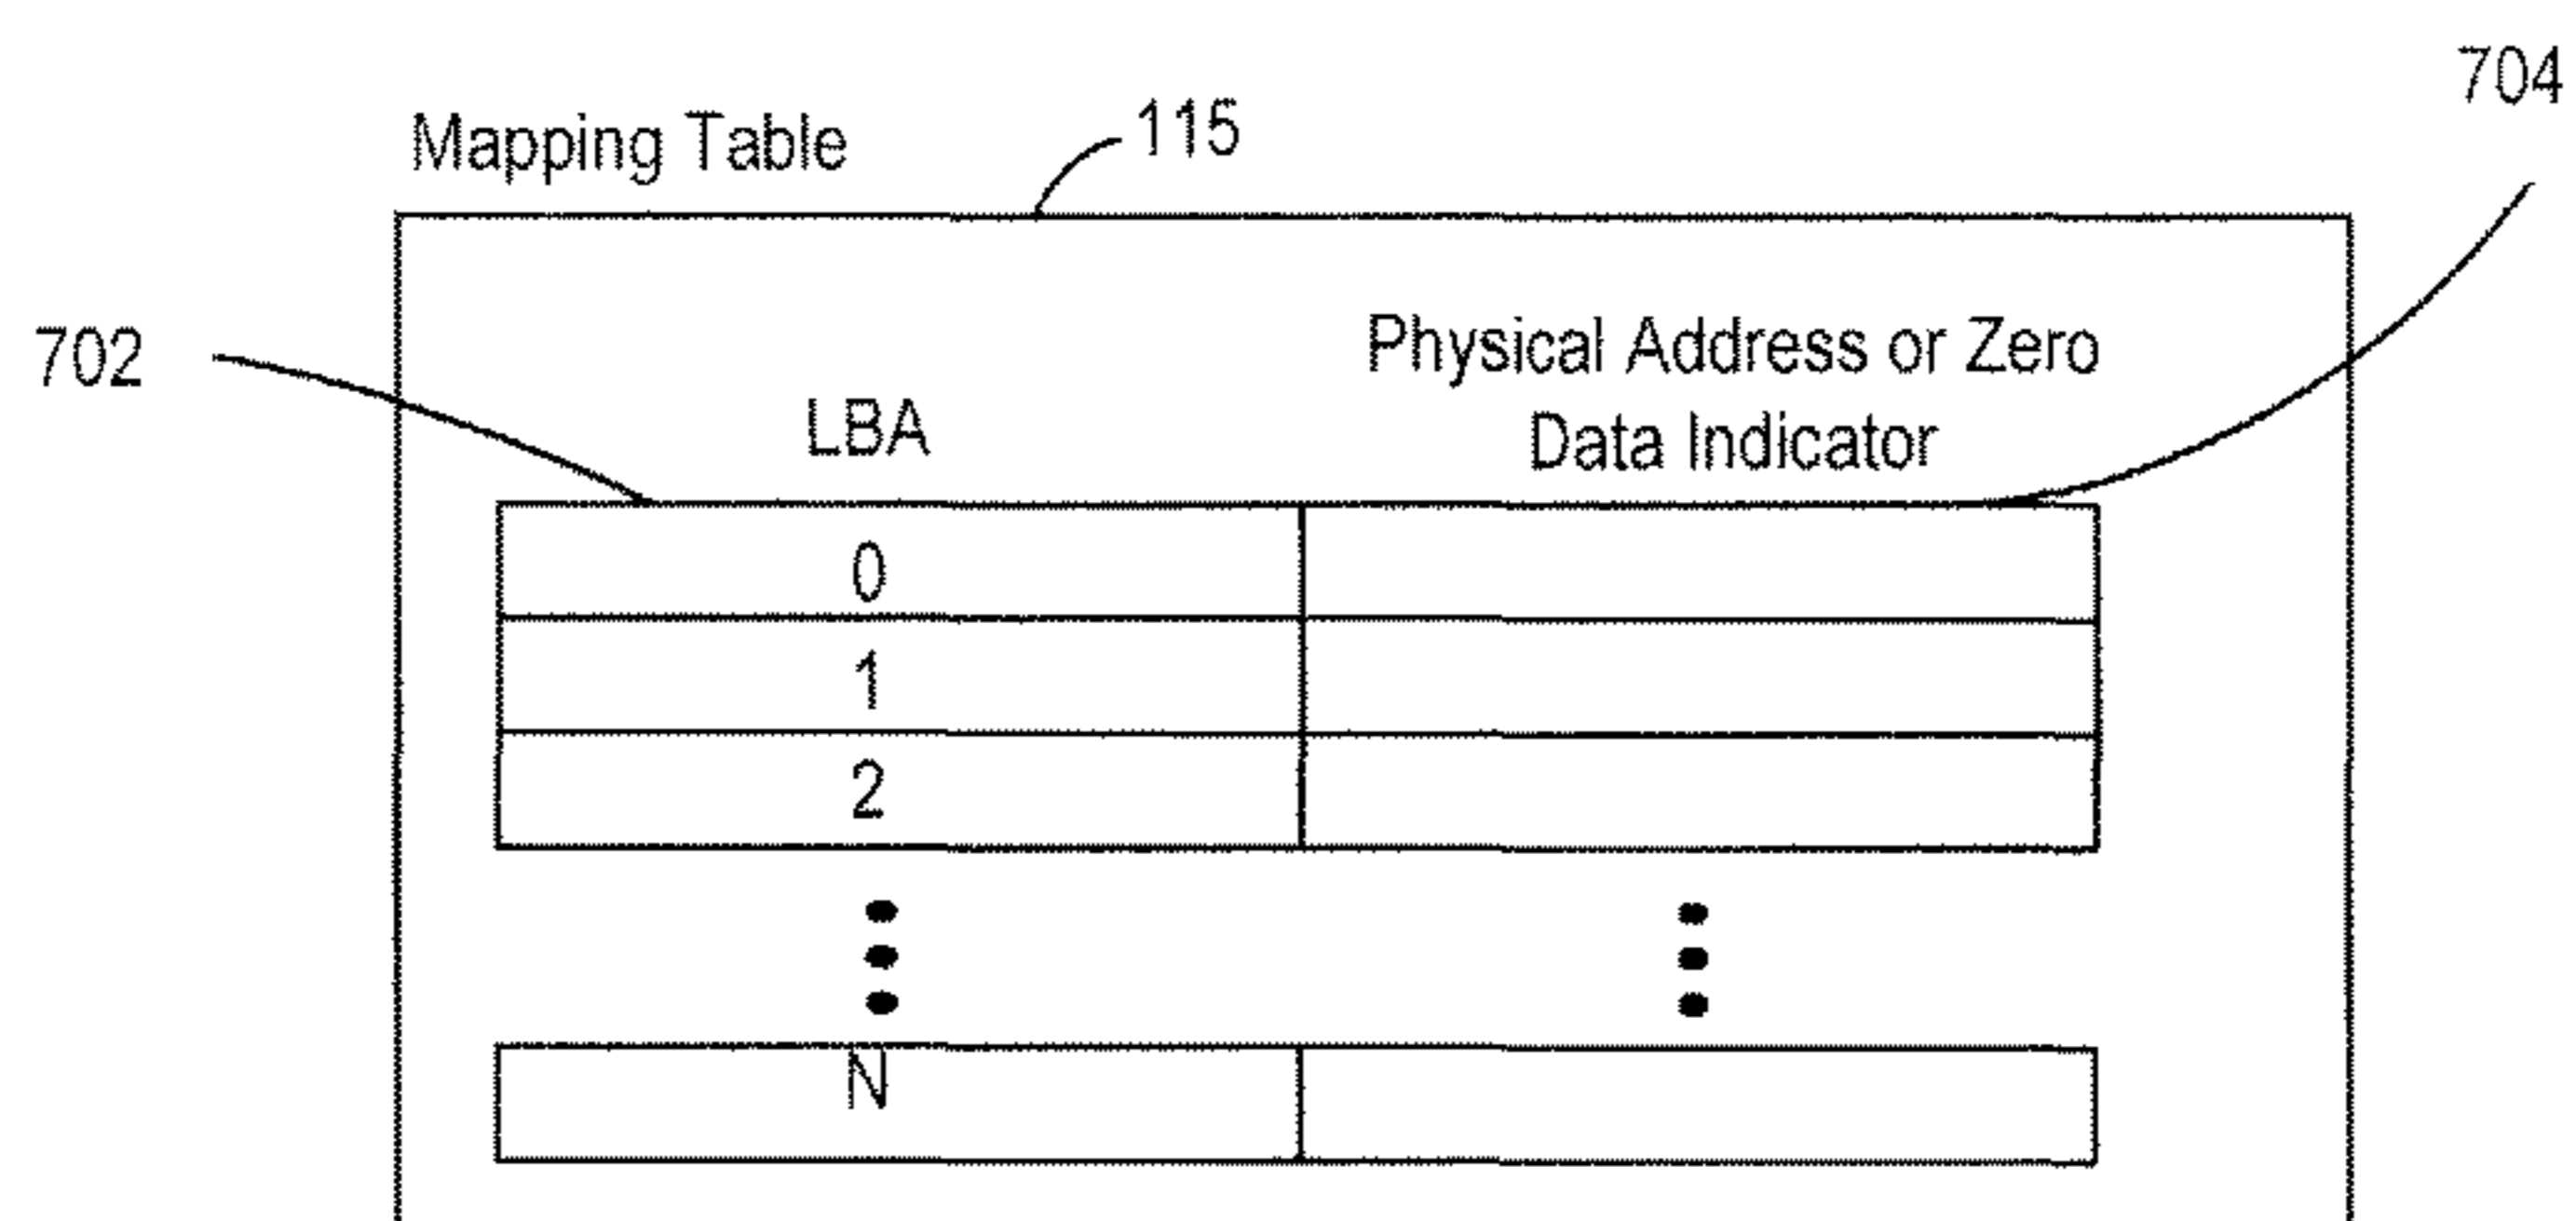 704
Mapping Table 115
702
Physical Address or Zero
LBA
Data Indicator
0
1
2
N